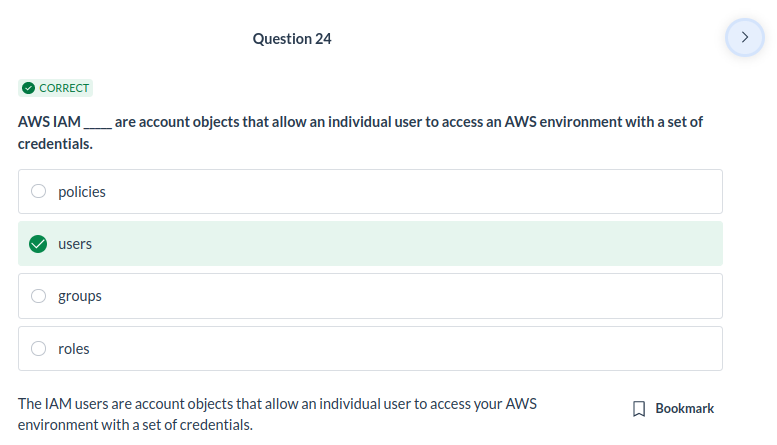 Question 24
CORRECT
AWS IAM _____ are account objects that allow an individual user to access an AWS environment with a set of
credentials.
policies
users
groups
roles
The IAM users are account objects that allow an individual user to access your AWS
environment with a set of credentials.
Bookmark